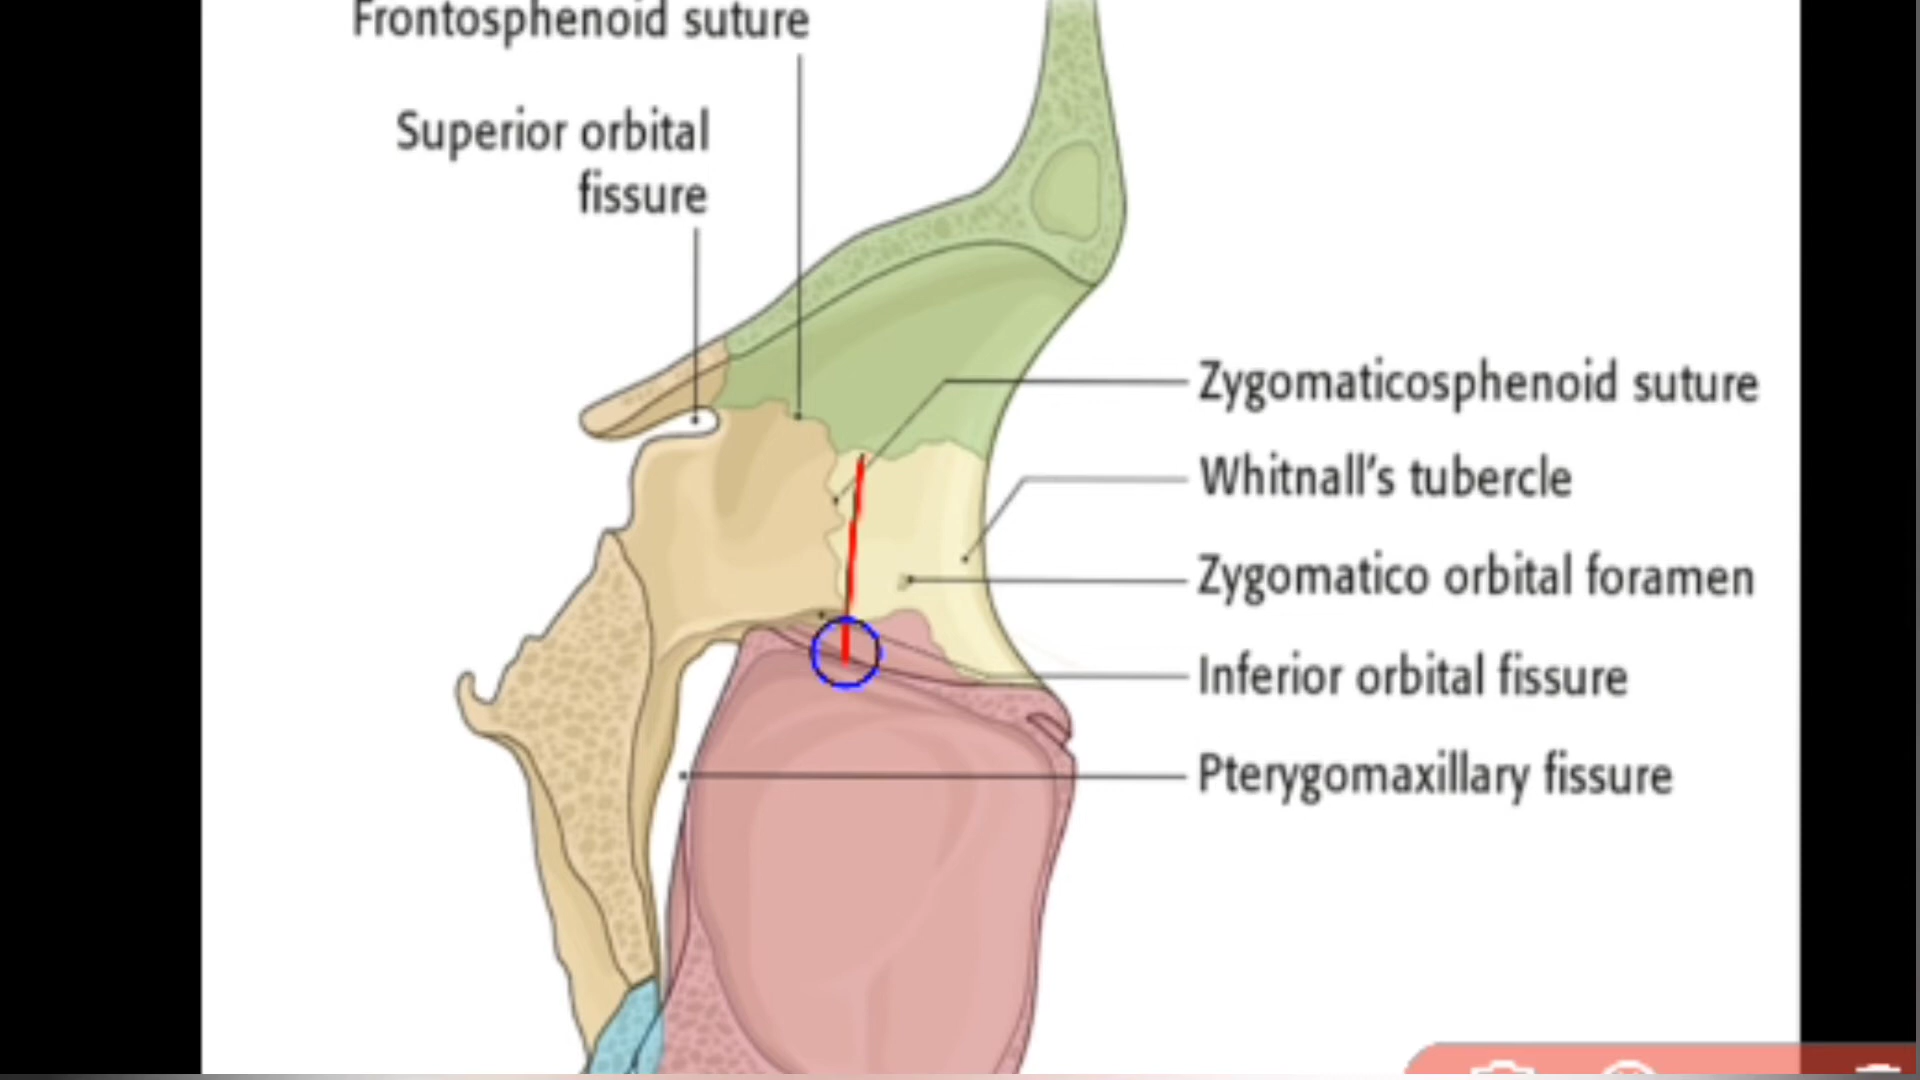 Frontosphenoid suture
Superior orbital
fissure
Zygomaticosphenoid suture
Whitnall’s tubercle
Zygomatico orbital foramen
Inferior orbital fissure
Pterygomaxillary fissure